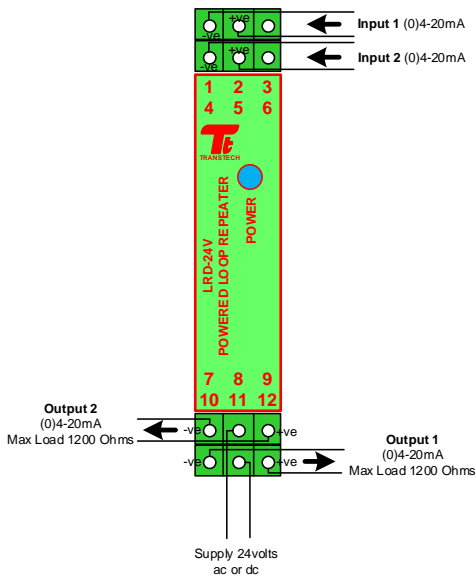 +ve
-ve
Input 1 (0)4-20mA
+ve
-ve
Input 2 (0)4-20mA
1 2 3
4 5 6
Tt
TRANSTECH
LRD-24V
POWERED LOOP REPEATER
POWER
7 8 9
10 11 12
Output 2
(0)4-20mA
Max Load 1200 Ohms
-ve
+ve
-ve
+ve
Output 1
(0)4-20mA
Max Load 1200 Ohms
Supply 24volts
ac or dc